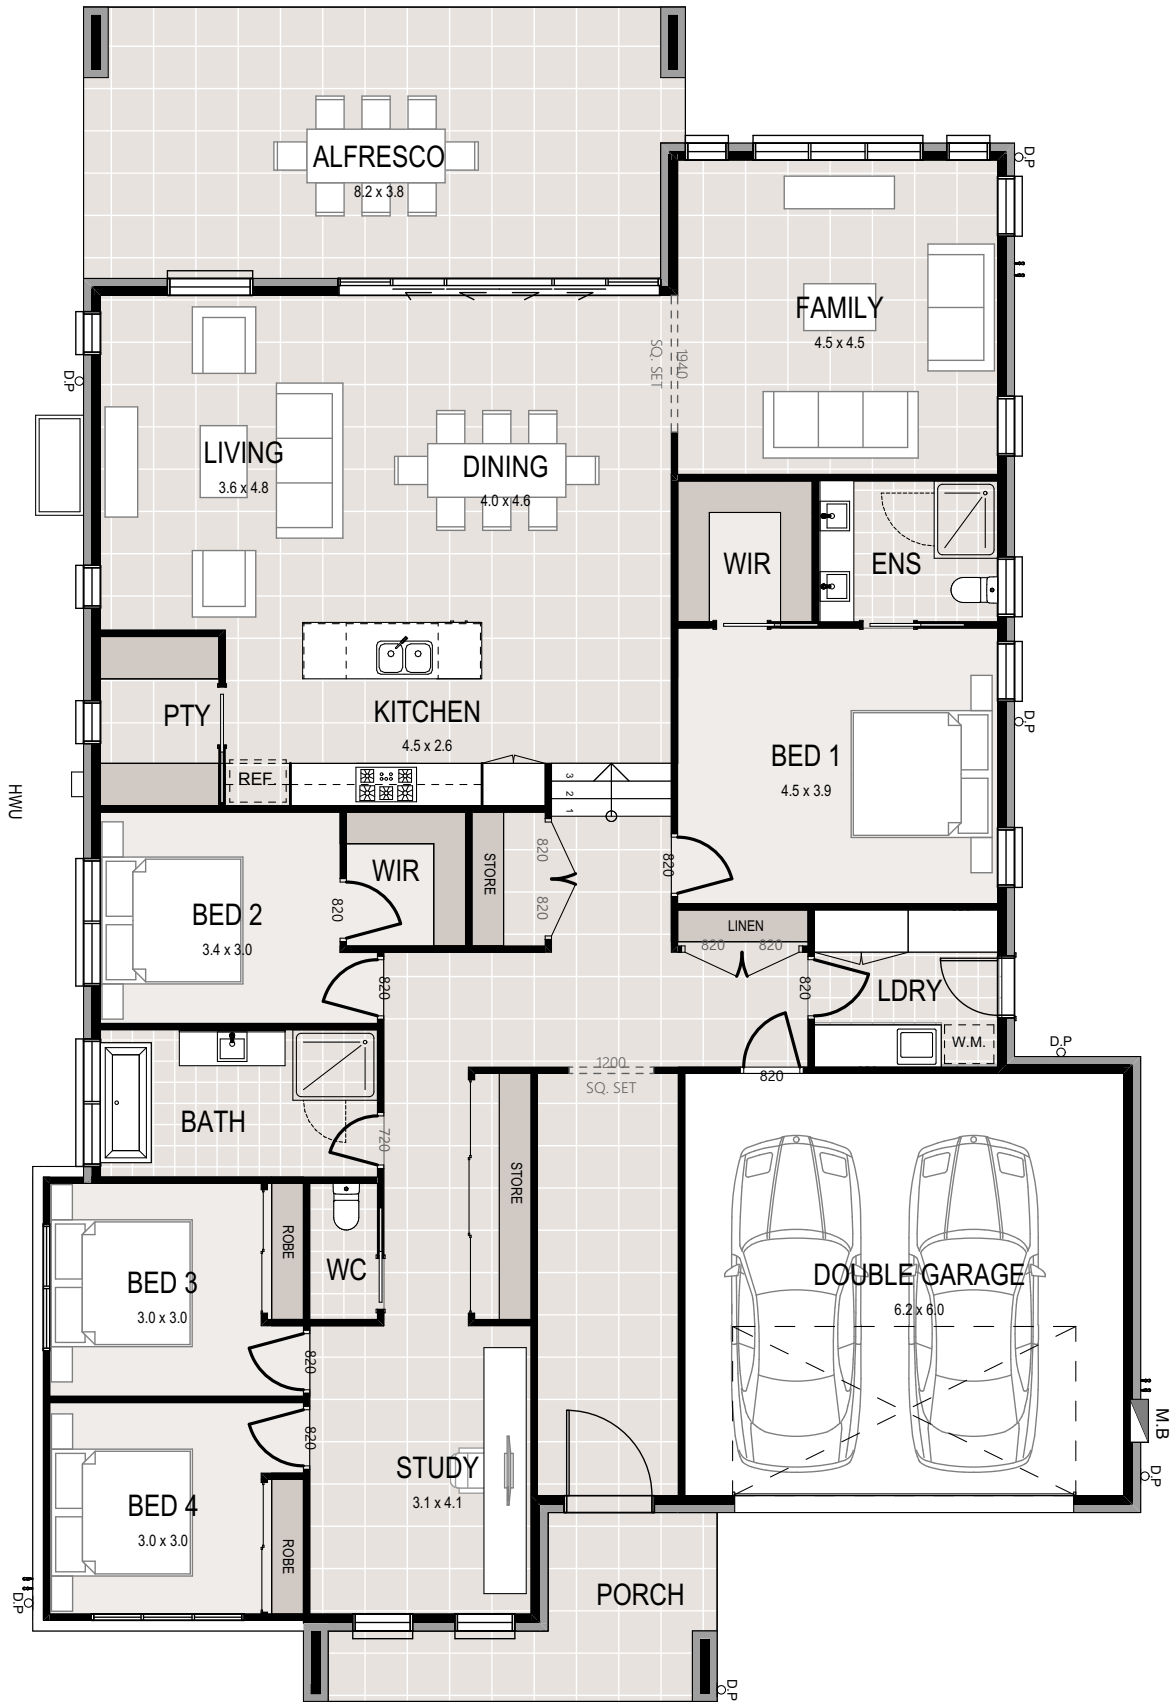 ALFRESCO
8.2 x 3.8
D.P
FAMILY
4.5 x 4.5
1940
SQ. SET
D.P
LIVING
3.6 x 4.8
DINING
4.0 x 4.6
WIR
ENS
PTY
KITCHEN
4.5 x 2.6
D.P
BED 1
4.5 x 3.9
REF.
3
2
1
HWU
820
820
820
STORE
WIR
BED 2
3.4 x 3.0
820
LINEN
820
820
820
820
LDRY
W.M.
D.P
1200
SQ. SET
820
BATH
720
STORE
ROBE
WC
BED 3
3.0 x 3.0
DOUBLE GARAGE
6.2 x 6.0
820
820
M.B
STUDY
3.1 x 4.1
D.P
BED 4
3.0 x 3.0
ROBE
D.P
PORCH
D.P